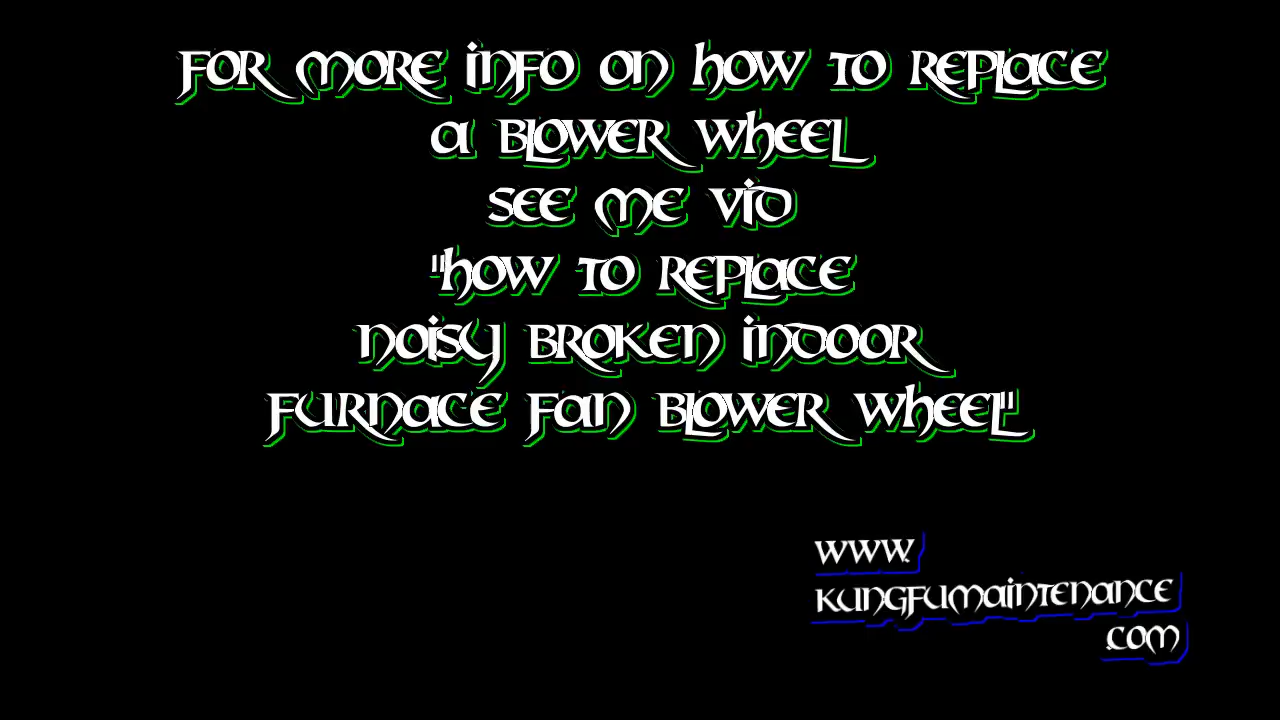 FOR MORE INFO ON HOW TO REPLACE
A BLOWER WHEEL
SEE ME VID
"HOW TO REPLACE
NOISY BROKEN INDOOR
FURNACE FAN BLOWER WHEEL"
WWW.
KUNGFUMAINTENANCE
.COM